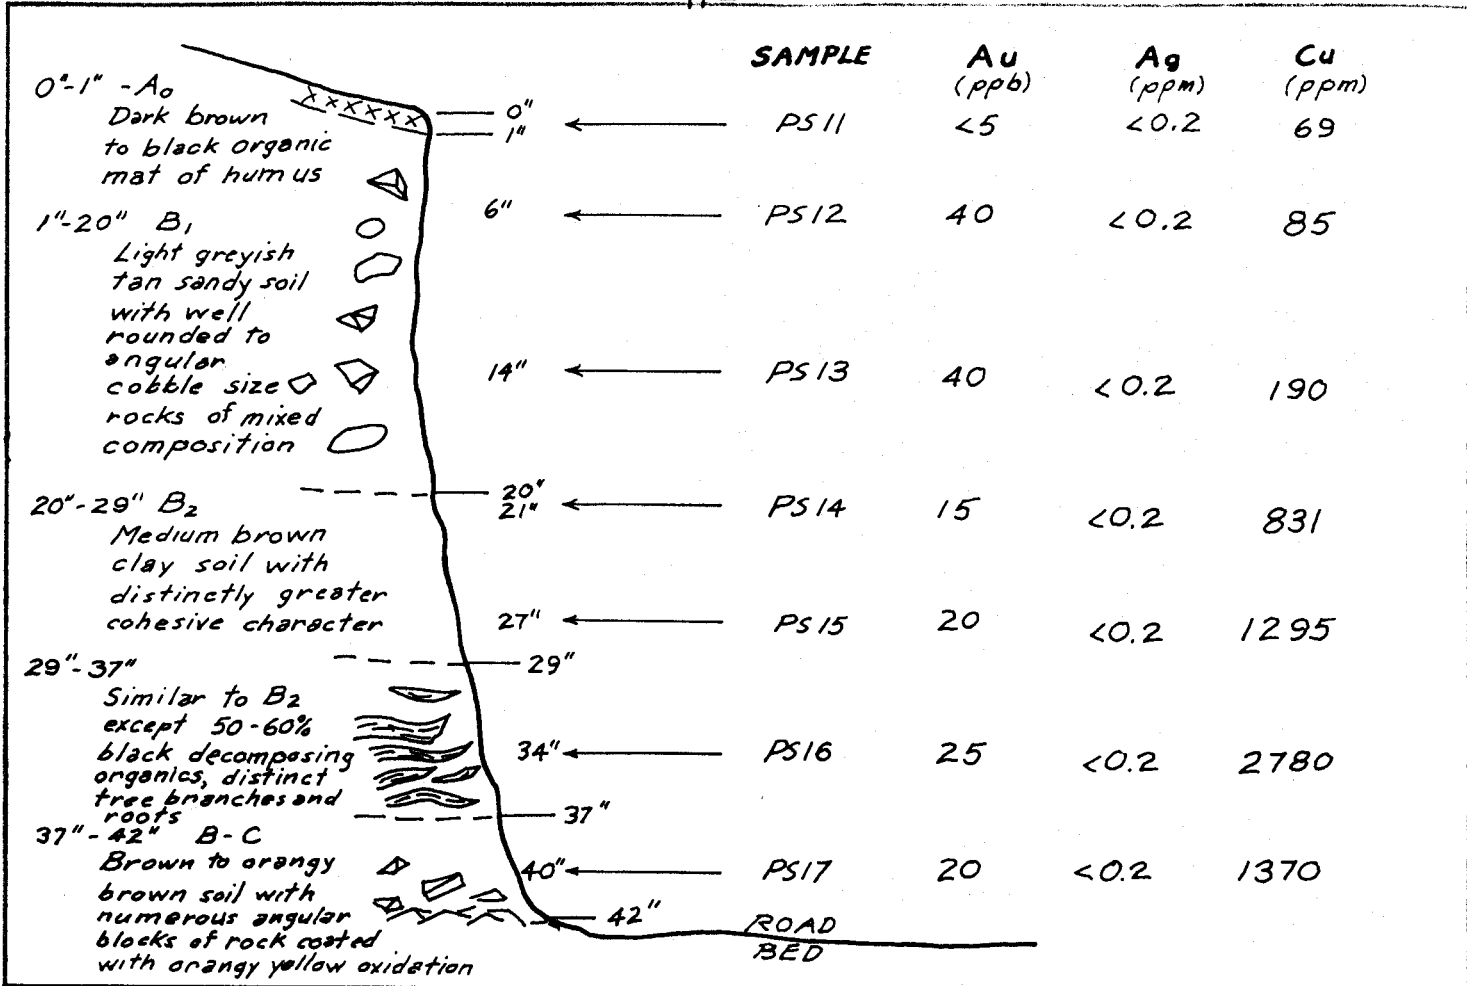 SAMPLE Au Ag Cu
(ppb) (ppm) (ppm)
0"-1" - A₀
Dark brown
to black organic
mat of humus
0"
1" PS11 <5 <0.2 69
6" PS12 40 <0.2 85
1"-20" B₁
Light greyish
tan sandy soil
with well
rounded to
angular
cobble size
rocks of mixed
composition
14" PS13 40 <0.2 190
20"
21" PS14 15 <0.2 831
20"-29" B₂
Medium brown
clay soil with
distinctly greater
cohesive character
27" PS15 20 <0.2 1295
29"
29"-37"
Similar to B₂
except 50-60%
black decomposing
organics, distinct
tree branches and
roots
34" PS16 25 <0.2 2780
37"
37"-42" B-C
Brown to orangy
brown soil with
numerous angular
blocks of rock coated
with orangy yellow oxidation
40" PS17 20 <0.2 1370
42"
ROAD
BED